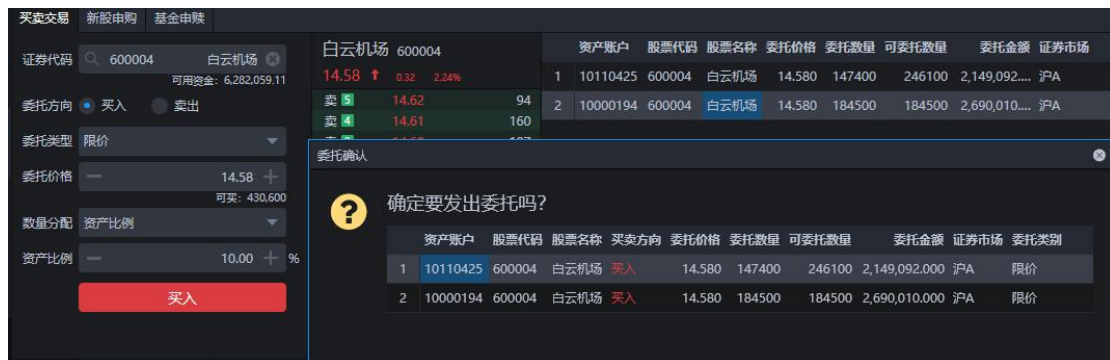 买卖交易 新股申购 基金申赎
证券代码 600004 白云机场
可用资金: 6,282,059.11
委托方向 买入 卖出
委托类型 限价
委托价格 14.58
可买: 430,600
数量分配 资产比例
资产比例 10.00 %
买入
白云机场 600004
14.58 0.32 2.24%
卖 5 14.62 94
卖 4 14.61 160
资产账户 股票代码 股票名称 委托价格 委托数量 可委托数量 委托金额 证券市场
1 10110425 600004 白云机场 14.580 147400 246100 2,149,092.... 沪A
2 10000194 600004 白云机场 14.580 184500 184500 2,690,010.... 沪A
委托确认
确定要发出委托吗?
资产账户 股票代码 股票名称 买卖方向 委托价格 委托数量 可委托数量 委托金额 证券市场 委托类别
1 10110425 600004 白云机场 买入 14.580 147400 246100 2,149,092.000 沪A 限价
2 10000194 600004 白云机场 买入 14.580 184500 184500 2,690,010.000 沪A 限价